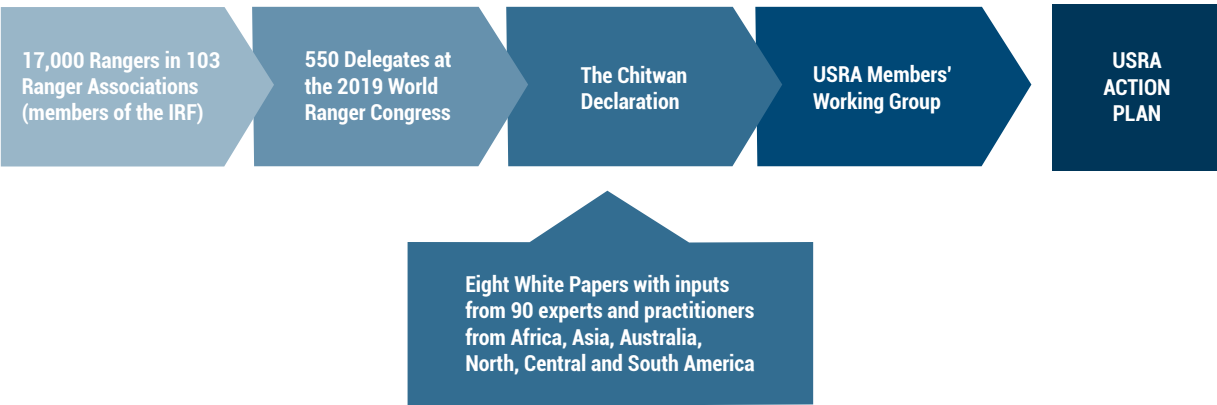 17,000 Rangers in 103
Ranger Associations
(members of the IRF)
550 Delegates at
the 2019 World
Ranger Congress
The Chitwan
Declaration
USRA Members'
Working Group
USRA
ACTION
PLAN
Eight White Papers with inputs
from 90 experts and practitioners
from Africa, Asia, Australia,
North, Central and South America